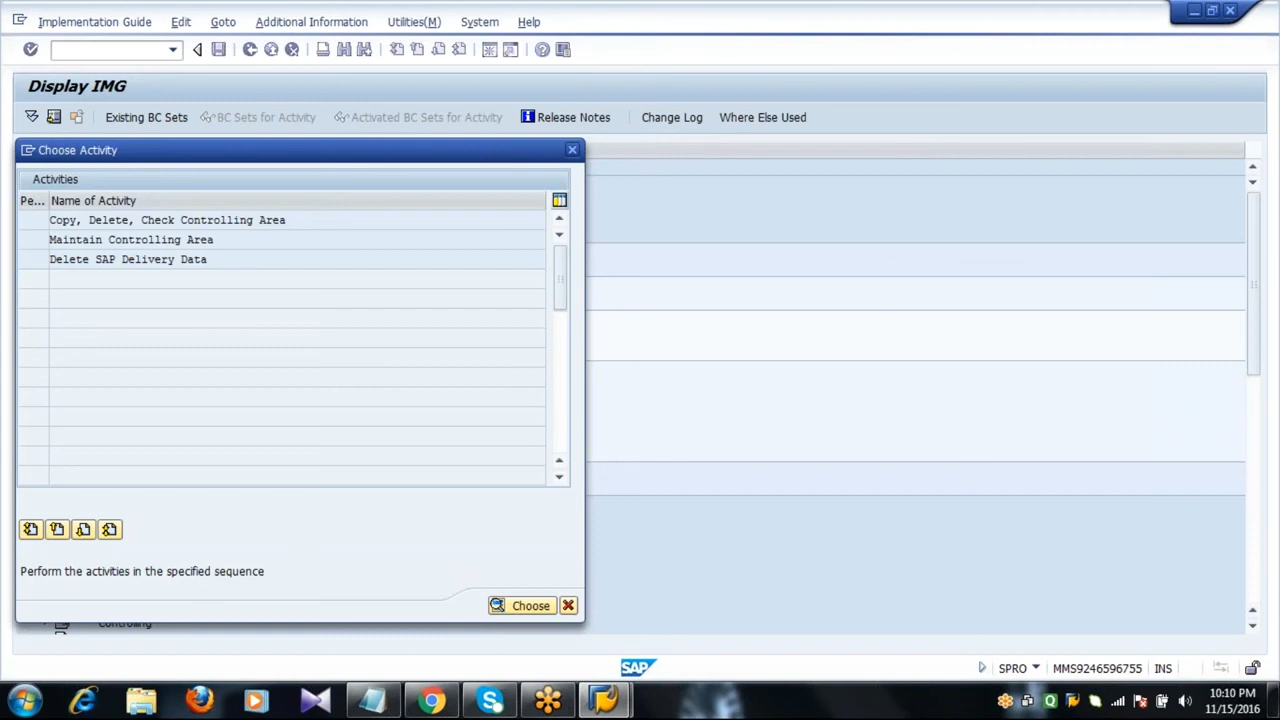 Implementation Guide Edit Goto Additional Information Utilities(M) System Help
Display IMG
Existing BC Sets BC Sets for Activity Activated BC Sets for Activity Release Notes Change Log Where Else Used
Choose Activity
Activities
Pe... Name of Activity
Copy, Delete, Check Controlling Area
Maintain Controlling Area
Delete SAP Delivery Data
Perform the activities in the specified sequence
Choose
Controlling
SAP SPRO MMS9246596755 INS
10:10 PM
11/15/2016